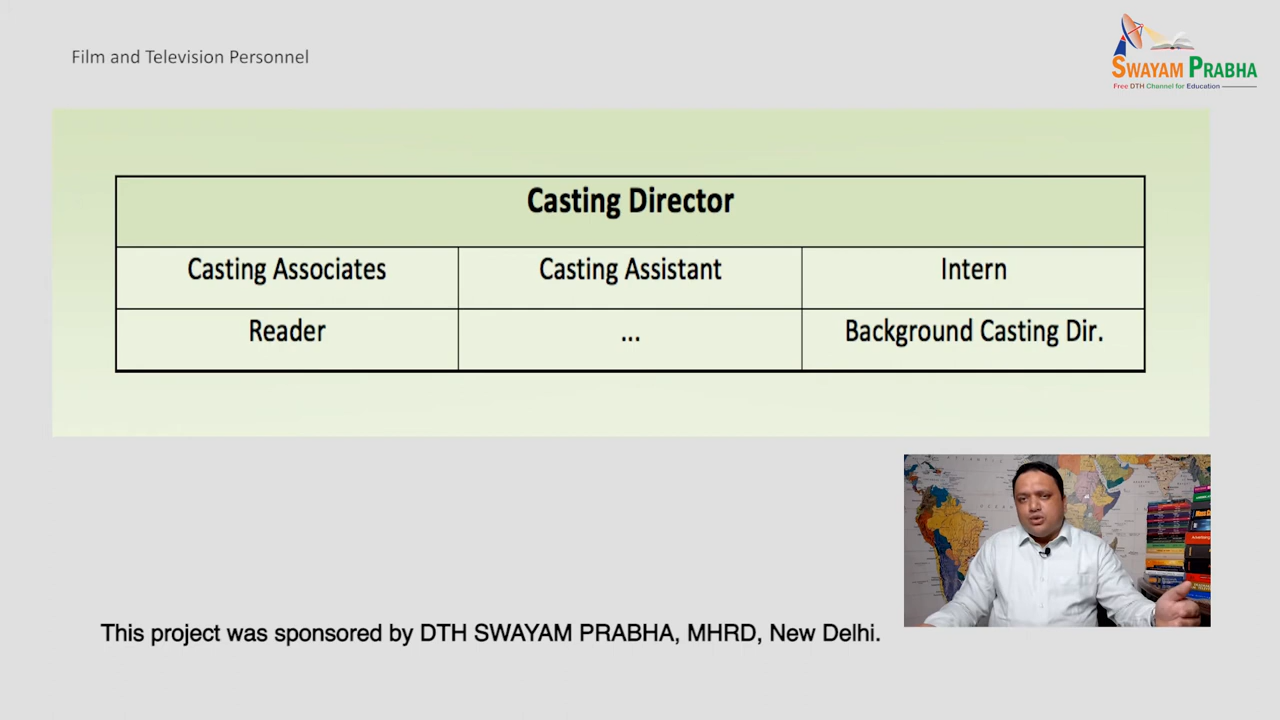 Film and Television Personnel
SWAYAM PRABHA
Free DTH Channel for Education
Casting Director
Casting Associates
Casting Assistant
Intern
Reader
...
Background Casting Dir.
This project was sponsored by DTH SWAYAM PRABHA, MHRD, New Delhi.